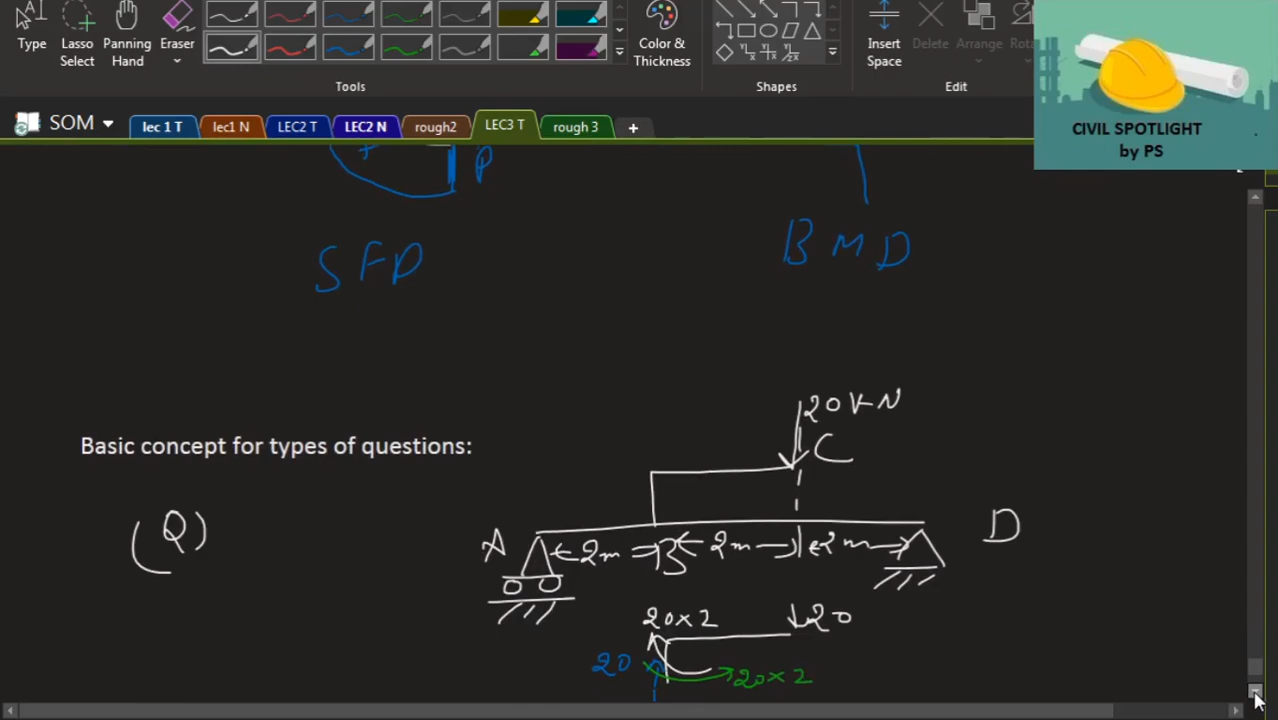 Type
Lasso Select
Panning Hand
Eraser
Color & Thickness
Insert Space
Delete
Arrange
Rota
Tools
Shapes
Edit
SOM
lec 1 T
lec1 N
LEC2 T
LEC2 N
rough2
LEC3 T
rough 3
CIVIL SPOTLIGHT
by PS
+
P
SFD
BMD
20 KN
C
Basic concept for types of questions:
(Q)
A
2m
B
2m
2m
D
20×2
20
20
20×2